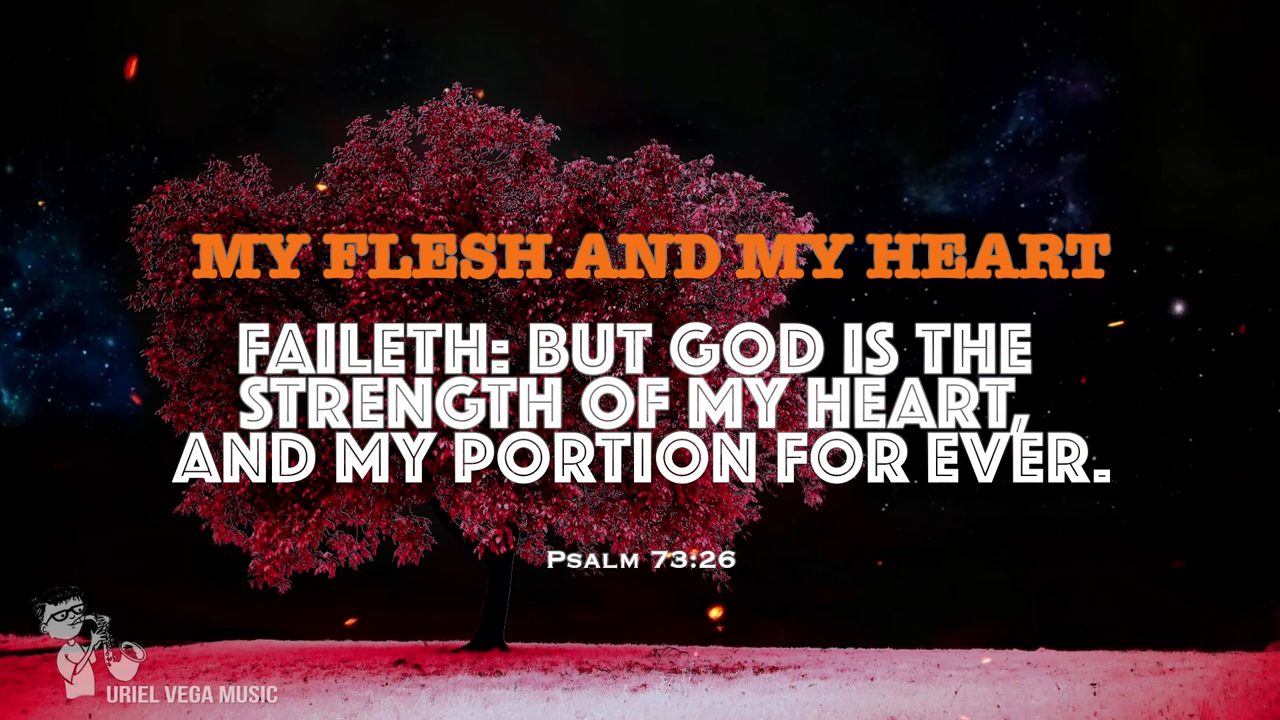 MY FLESH AND MY HEART
FAILETH: BUT GOD IS THE
STRENGTH OF MY HEART,
AND MY PORTION FOR EVER.
Psalm 73:26
URIEL VEGA MUSIC